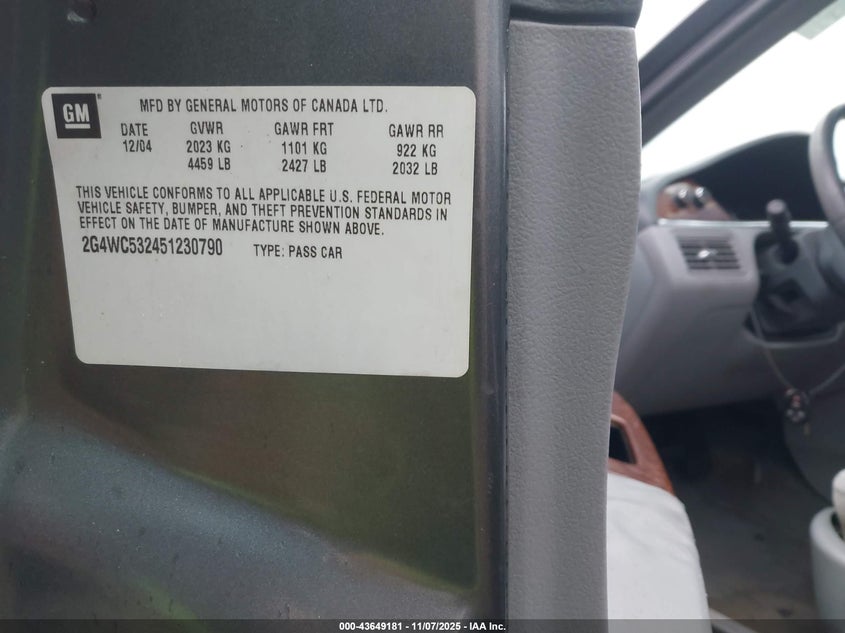 GM
MFD BY GENERAL MOTORS OF CANADA LTD.
DATE GVWR GAWR FRT GAWR RR
12/04 2023 KG 1101 KG 922 KG
4459 LB 2427 LB 2032 LB
THIS VEHICLE CONFORMS TO ALL APPLICABLE U.S. FEDERAL MOTOR
VEHICLE SAFETY, BUMPER, AND THEFT PREVENTION STANDARDS IN
EFFECT ON THE DATE OF MANUFACTURE SHOWN ABOVE.
2G4WC532451230790 TYPE: PASS CAR
000-43649181 - 11/07/2025 - IAA Inc.